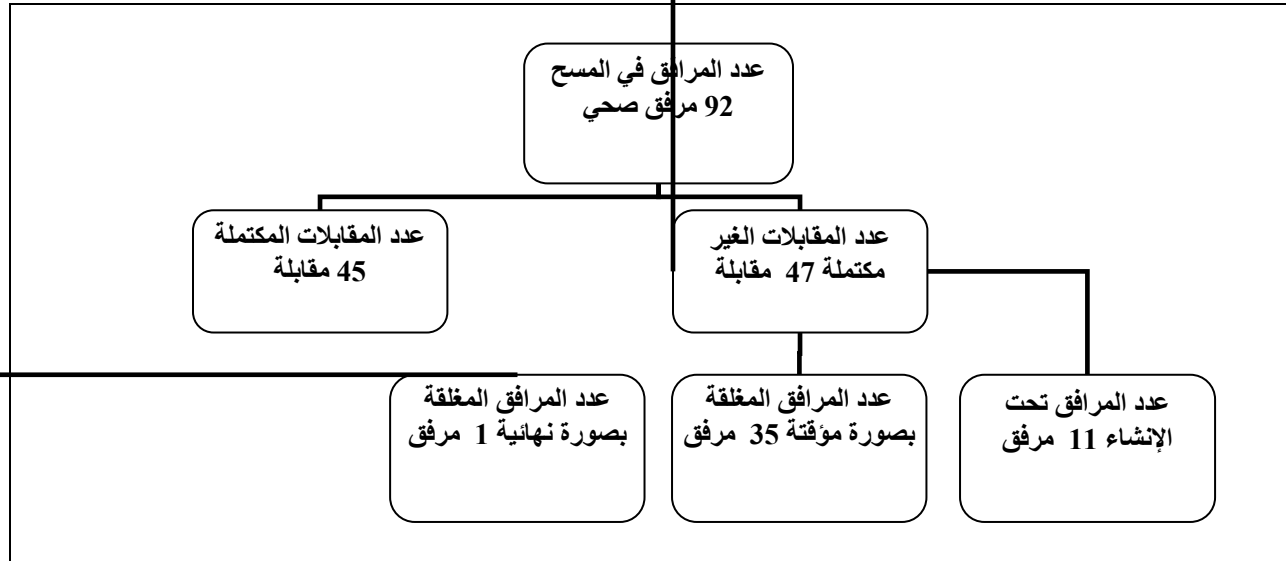 عدد المرافق في المسح
92 مرفق صحي
عدد المقابلات الغير
مكتملة 47 مقابلة
عدد المقابلات المكتملة
45 مقابلة
عدد المرافق تحت
الإنشاء 11 مرفق
عدد المرافق المغلقة
بصورة مؤقتة 35 مرفق
عدد المرافق المغلقة
بصورة نهائية 1 مرفق